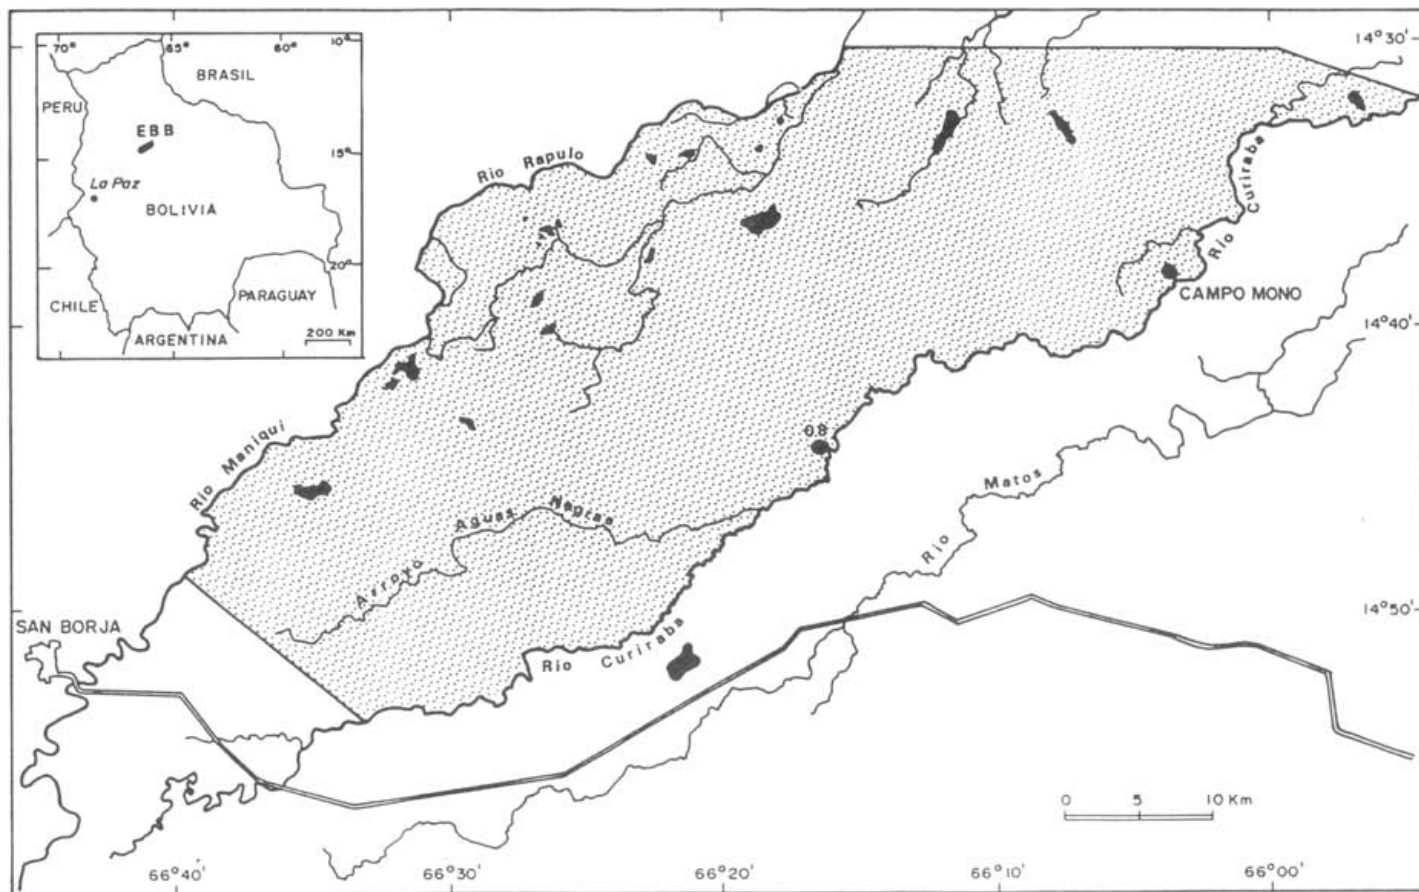 70° 65° 60° 10°
BRASIL
PERU
EBB
15°
La Paz
BOLIVIA
20°
CHILE
PARAGUAY
ARGENTINA
200 Km
14°30'
Rio Rapulo
Rio Curiraba
CAMPO MONO
14°40'
Rio Maniqui
OB
Rio Matos
Arroyo Aguas Negras
14°50'
SAN BORJA
Rio Curiraba
0 5 10 Km
66°40' 66°30' 66°20' 66°10' 66°00'